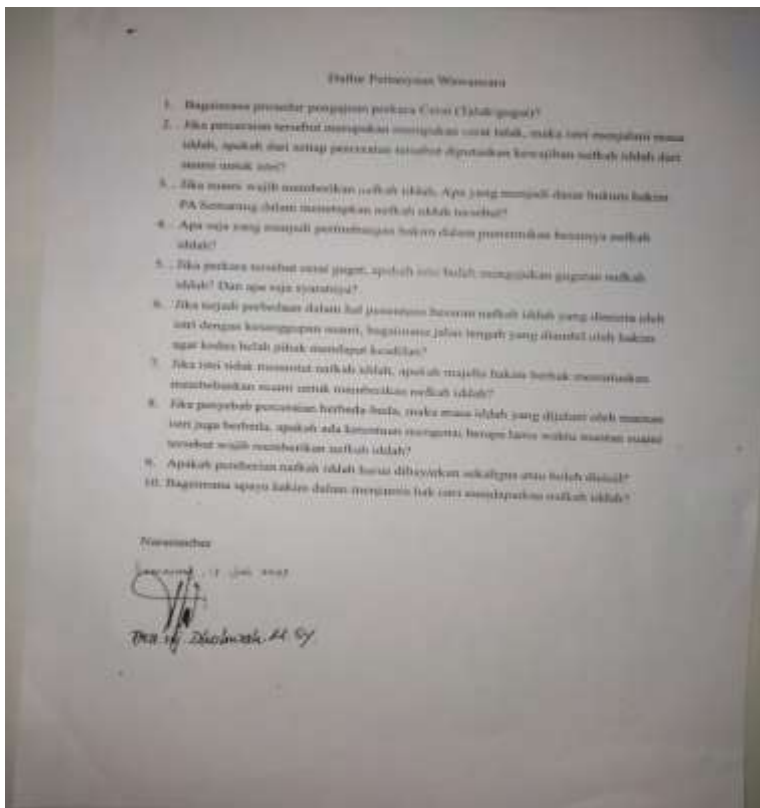 Daftar Pertanyaan Wawancara
1. Bagaimana prosedur pengajuan perkara Cerai (Talak/gugat)?
2. Jika perceraian tersebut merupakan merupakan cerai talak, maka istri menjalani masa
iddah, apakah dari setiap perceraian tersebut diputuskan kewajiban nafkah iddah dari
suami untuk istri?
3. Jika suami wajib memberikan nafkah iddah. Apa yang menjadi dasar hukum hakim
PA Semarang dalam menetapkan nafkah iddah tersebut?
4. Apa saja yang menjadi pertimbangan hakim dalam penentukan besarnya nafkah
iddah?
5. Jika perkara tersebut cerai gugat, apakah istri boleh mengajukan gugatan nafkah
iddah? Dan apa saja syaratnya?
6. Jika terjadi perbedaan dalam hal penentuan besaran nafkah iddah yang diminta oleh
istri dengan kesanggupan suami, bagaimana jalan tengah yang diambil oleh hakim
agar kedua belah pihak mendapat keadilan?
7. Jika istri tidak menuntut nafkah iddah, apakah majelis hakim berhak memutuskan
membebankan suami untuk memberikan nafkah iddah?
8. Jika penyebab perceraian berbeda-beda, maka masa iddah yang dijalani oleh mantan
istri juga berbeda, apakah ada ketentuan mengenai berapa lama waktu mantan suami
tersebut wajib memberikan nafkah iddah?
9. Apakah pemberian nafkah iddah harus dibayarkan sekaligus atau boleh dicicil?
10. Bagaimana upaya hakim dalam menjamin hak istri mendapatkan nafkah iddah?
Narasumber